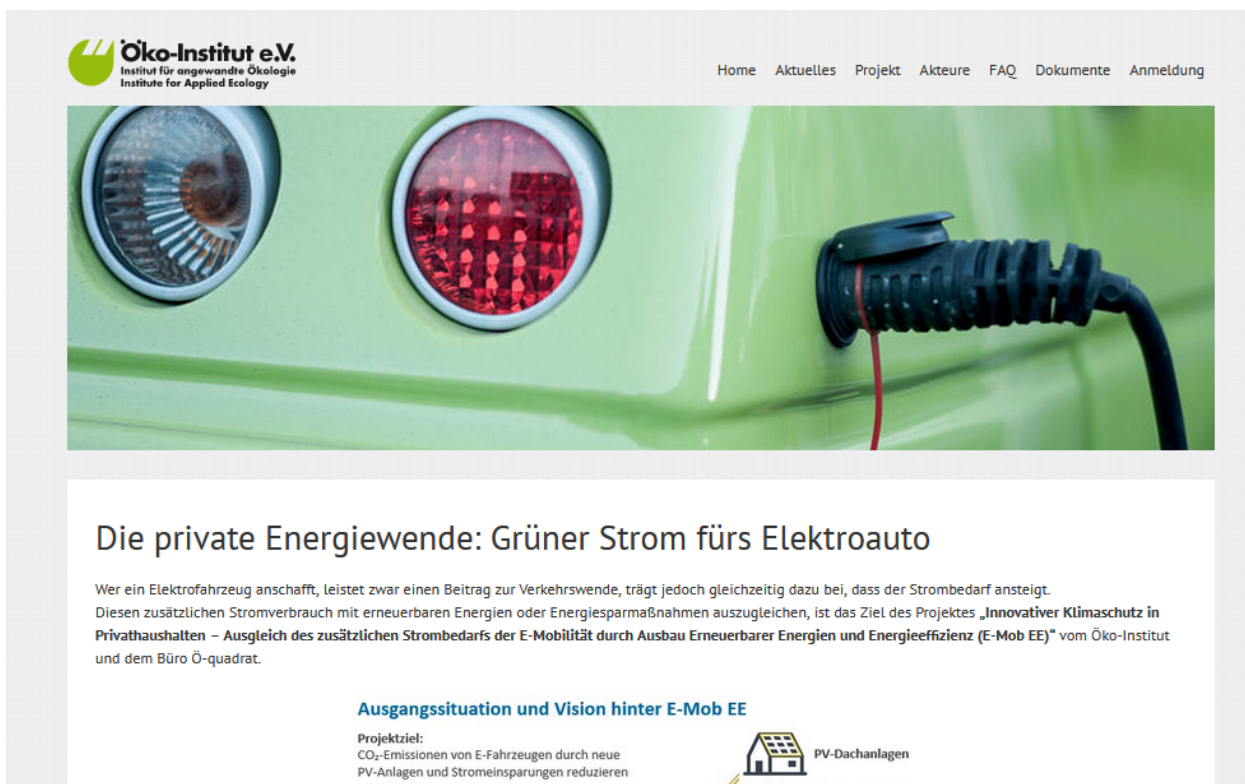 Öko-Institut e.V.
Institut für angewandte Ökologie
Institute for Applied Ecology
Home Aktuelles Projekt Akteure FAQ Dokumente Anmeldung
Die private Energiewende: Grüner Strom fürs Elektroauto
Wer ein Elektrofahrzeug anschafft, leistet zwar einen Beitrag zur Verkehrswende, trägt jedoch gleichzeitig dazu bei, dass der Strombedarf ansteigt.
Diesen zusätzlichen Stromverbrauch mit erneuerbaren Energien oder Energiesparmaßnahmen auszugleichen, ist das Ziel des Projektes „Innovativer Klimaschutz in
Privathaushalten – Ausgleich des zusätzlichen Strombedarfs der E-Mobilität durch Ausbau Erneuerbarer Energien und Energieeffizienz (E-Mob EE)" vom Öko-Institut
und dem Büro Ö-quadrat.
Ausgangssituation und Vision hinter E-Mob EE
Projektziel:
CO₂-Emissionen von E-Fahrzeugen durch neue
PV-Anlagen und Stromeinsparungen reduzieren
PV-Dachanlagen